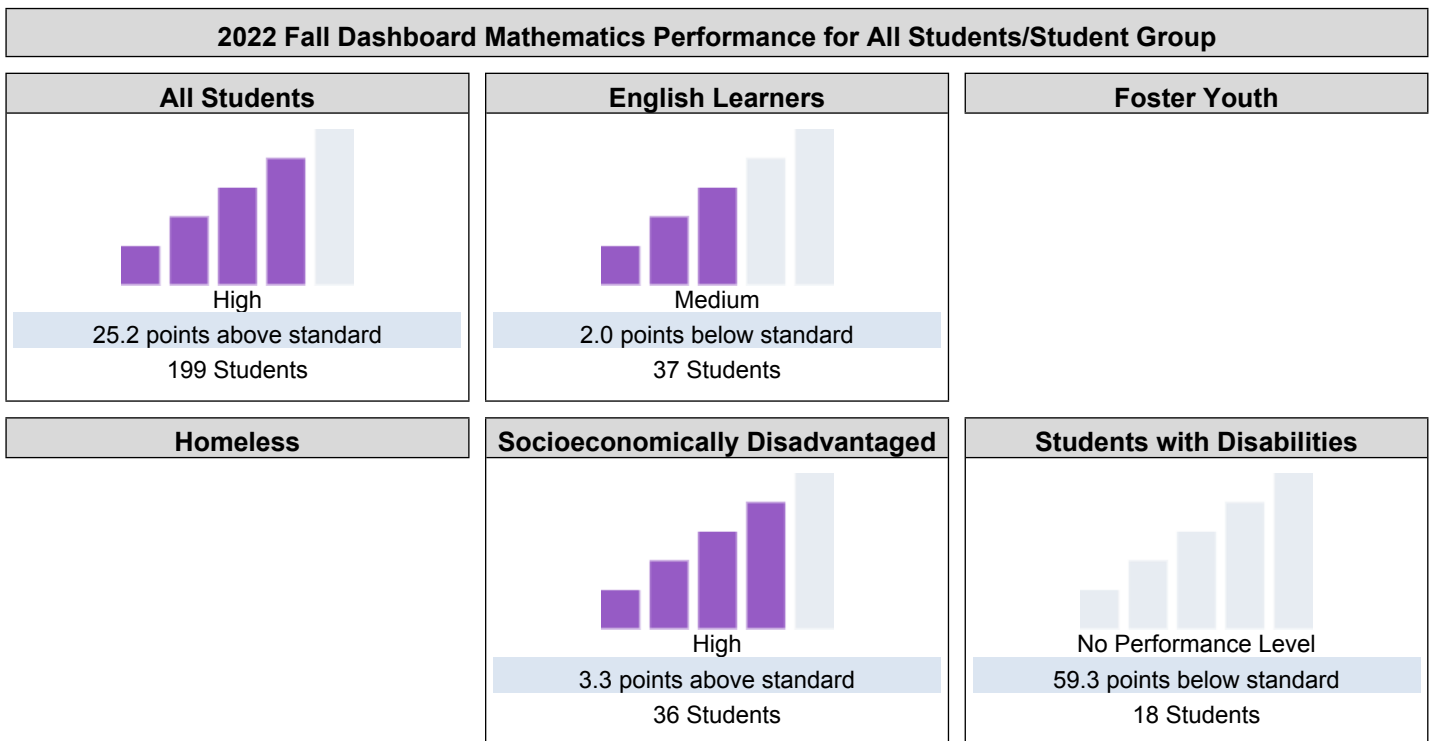 2022 Fall Dashboard Mathematics Performance for All Students/Student Group
All Students
High
25.2 points above standard
199 Students
English Learners
Medium
2.0 points below standard
37 Students
Foster Youth
Homeless
Socioeconomically Disadvantaged
High
3.3 points above standard
36 Students
Students with Disabilities
No Performance Level
59.3 points below standard
18 Students